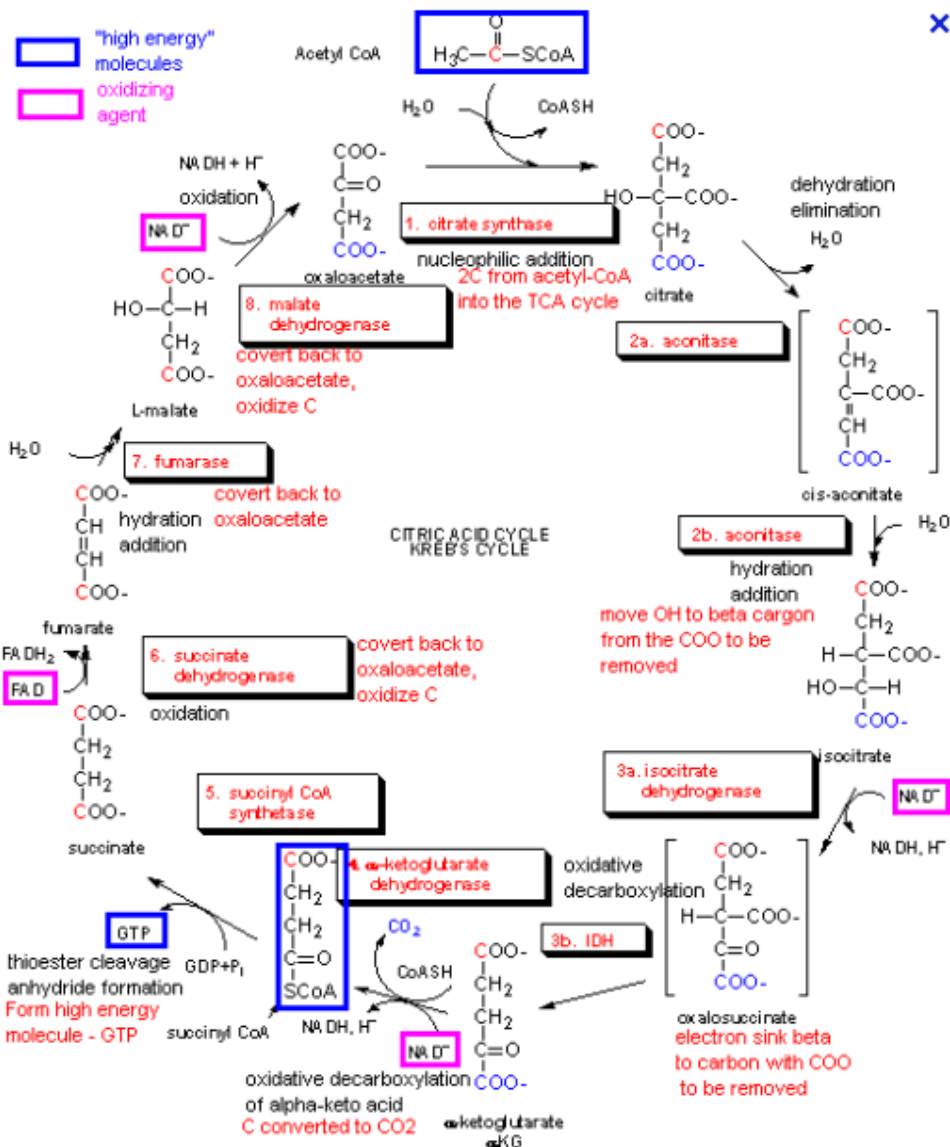 "high energy"
molecules
oxidizing
agent
×
Acetyl CoA
O
H₃C—C—SCoA
H₂O
CoASH
NADH + H⁻
oxidation
NAD⁻
COO-
C=O
CH₂
COO-
oxaloacetate
1. citrate synthase
nucleophilic addition
2C from acetyl-CoA
into the TCA cycle
COO-
CH₂
HO—C—COO-
CH₂
COO-
citrate
dehydration
elimination
H₂O
2a. aconitase
COO-
CH₂
C—COO-
CH
COO-
cis-aconitate
2b. aconitase
H₂O
hydration
addition
move OH to beta cargon
from the COO to be
removed
COO-
CH₂
H—C—COO-
HO—C—H
COO-
isocitrate
3a. isocitrate
dehydrogenase
NAD⁻
NADH, H⁻
oxidative
decarboxylation
COO-
CH₂
H—C—COO-
C=O
COO-
oxalosuccinate
electron sink beta
to carbon with COO
to be removed
3b. IDH
COO-
CH₂
CH₂
C=O
COO-
α-ketoglutarate
αKG
4. α-ketoglutarate
dehydrogenase
CO₂
CoASH
NADH, H⁻
NAD⁻
oxidative decarboxylation
of alpha-keto acid
C converted to CO2
COO-
CH₂
CH₂
C=O
SCoA
succinyl CoA
5. succinyl CoA
synthetase
GTP
GDP+Pᵢ
thioester cleavage
anhydride formation
Form high energy
molecule - GTP
COO-
CH₂
CH₂
COO-
succinate
6. succinate
dehydrogenase
oxidation
covert back to
oxaloacetate,
oxidize C
FADH₂
FAD
COO-
CH
CH
COO-
fumarate
7. fumarase
hydration
addition
covert back to
oxaloacetate
H₂O
COO-
HO—C—H
CH₂
COO-
L-malate
8. malate
dehydrogenase
covert back to
oxaloacetate,
oxidize C
CITRIC ACID CYCLE
KREB'S CYCLE